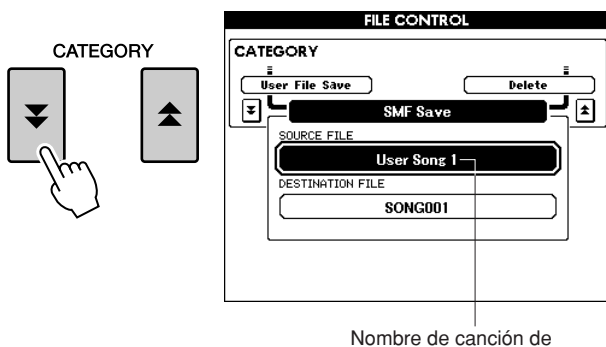 FILE CONTROL
CATEGORY
CATEGORY
User File Save
Delete
SMF Save
SOURCE FILE
User Song 1
DESTINATION FILE
SONG001
Nombre de canción de